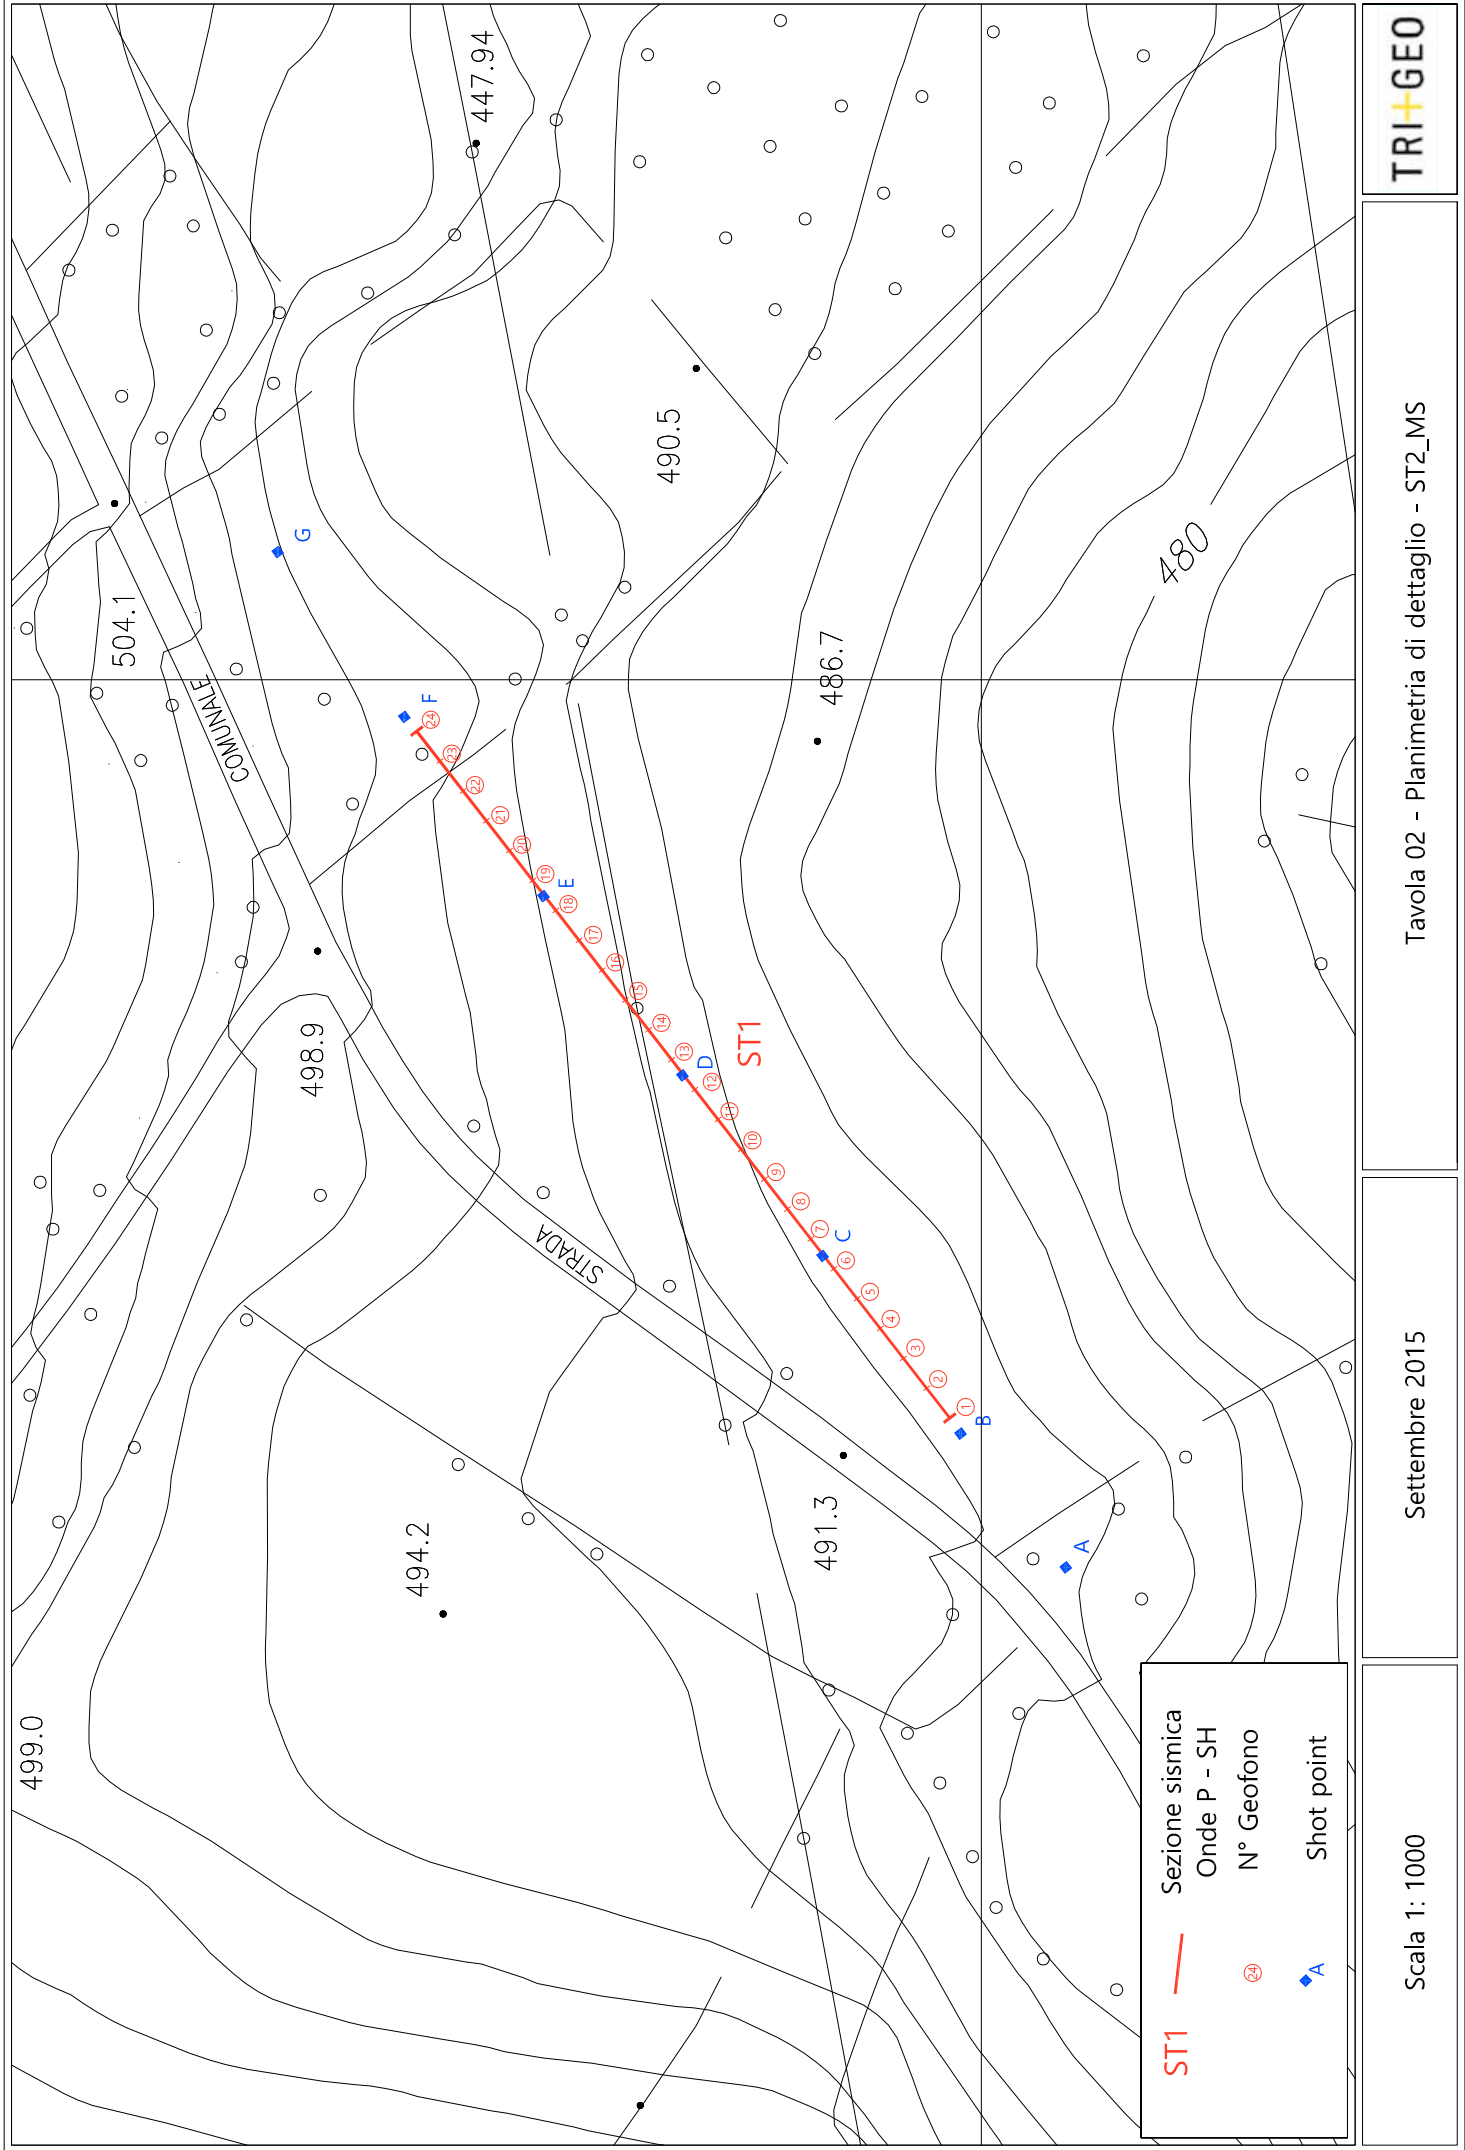 447.94
490.5
504.1
COMUNALE
480
486.7
498.9
STRADA
494.2
491.3
499.0
G
F
E
D
C
B
A
24
23
22
21
20
19
18
17
16
15
14
13
12
11
10
9
8
7
6
5
4
3
2
1
ST1
ST1
Sezione sismica
Onde P - SH
24
N° Geofono
A
Shot point
Scala 1: 1000
Settembre 2015
Tavola 02 - Planimetria di dettaglio - ST2_MS
TRI+GEO